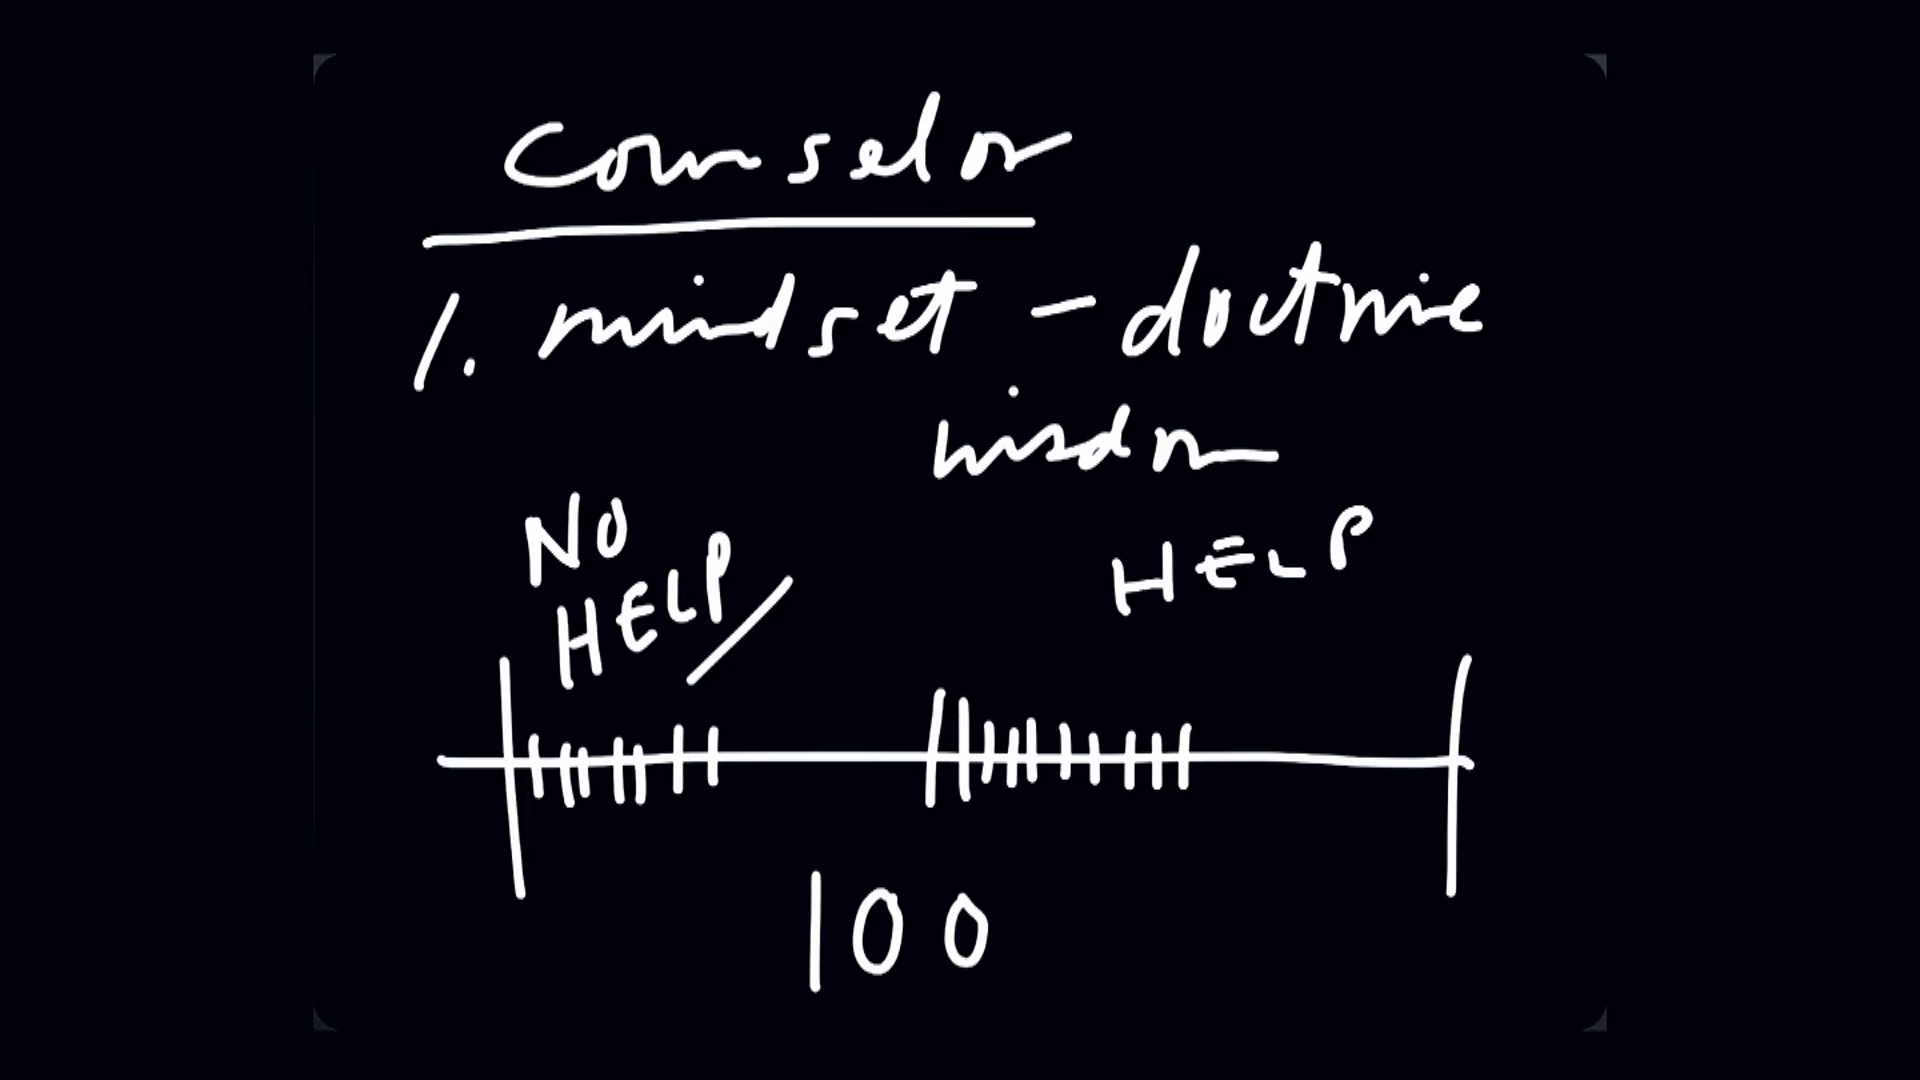 counselor
1. mindset - doctrine
wisdom
NO
HELP
HELP
100